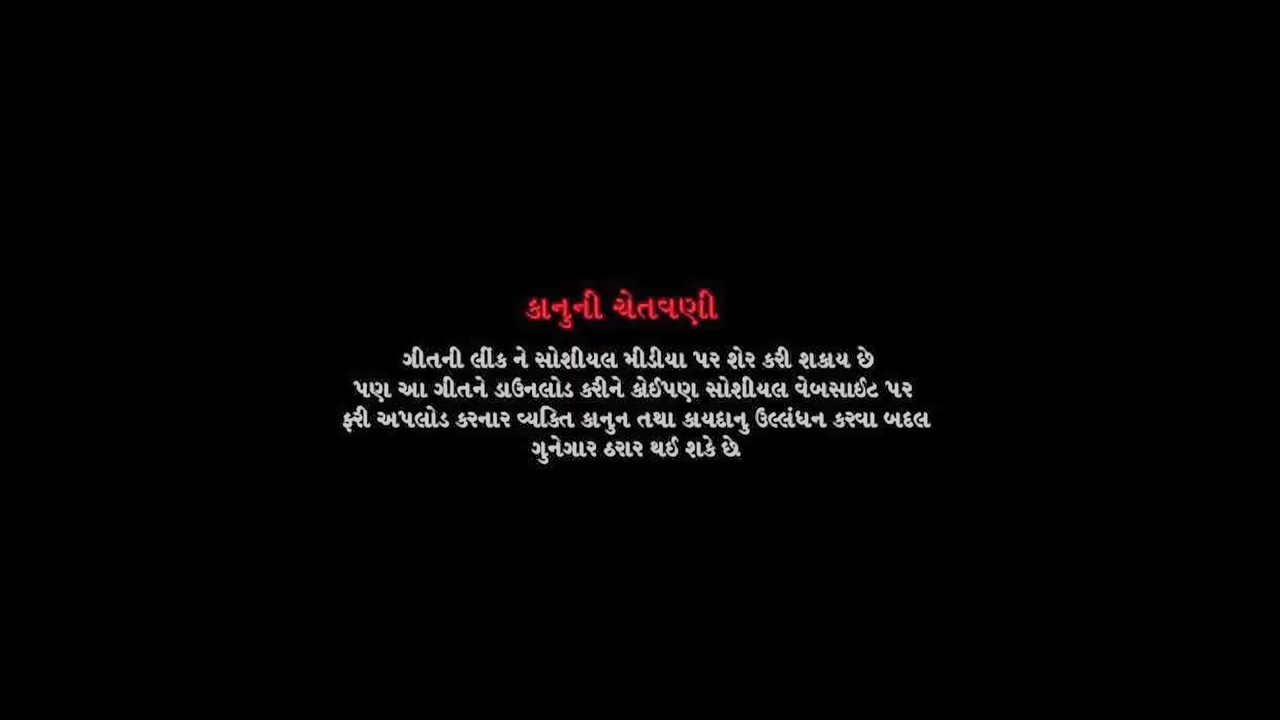 કાનુની ચેતવણી
ગીતની લીંક ને સોશીયલ મીડીયા પર શેર કરી શકાય છે
પણ આ ગીતને ડાઉનલોડ કરીને કોઈપણ સોશીયલ વેબસાઈટ પર
ફરી અપલોડ કરનાર વ્યકિત કાનુન તથા કાયદાનુ ઉલ્લંધન કરવા બદલ
ગુનેગાર ઠરાર થઈ શકે છે